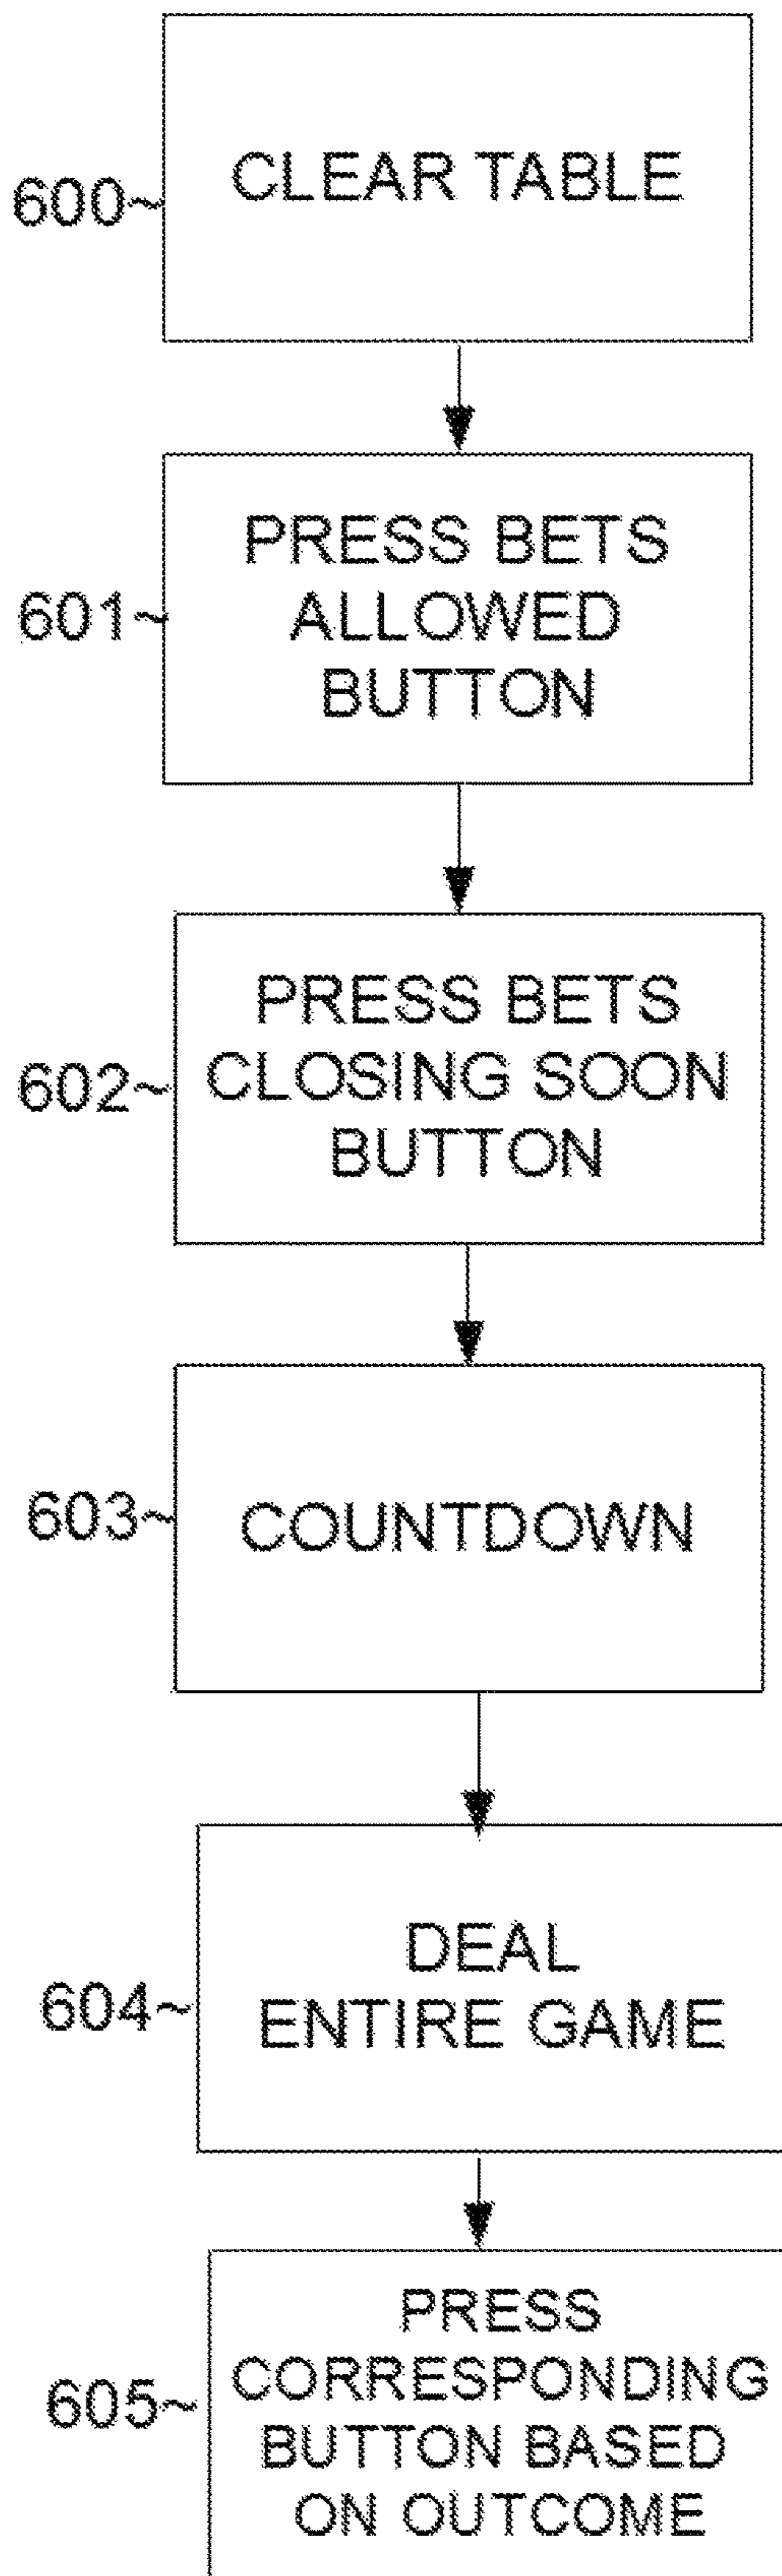 CLEAR TABLE
600~
PRESS BETS
ALLOWED
BUTTON
601~
PRESS BETS
CLOSING SOON
BUTTON
602~
COUNTDOWN
603~
DEAL
ENTIRE GAME
604~
PRESS
CORRESPONDING
BUTTON BASED
ON OUTCOME
605~